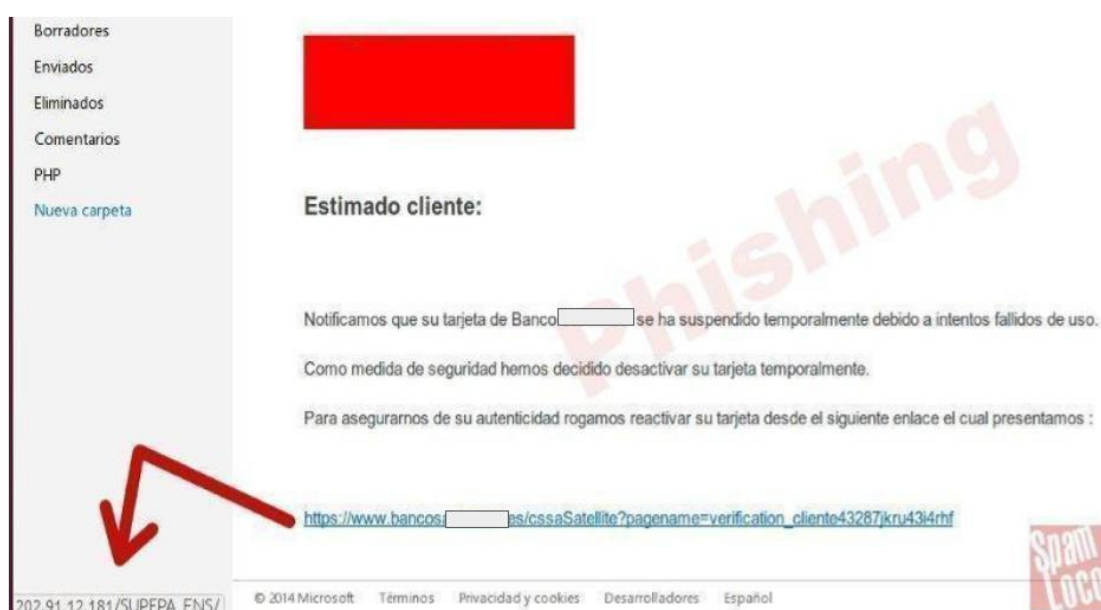 Borradores
Enviados
Eliminados
Comentarios
PHP
Nueva carpeta
Estimado cliente:
Phishing
Notificamos que su tarjeta de Banco se ha suspendido temporalmente debido a intentos fallidos de uso.
Como medida de seguridad hemos decidido desactivar su tarjeta temporalmente.
Para asegurarnos de su autenticidad rogamos reactivar su tarjeta desde el siguiente enlace el cual presentamos :
https://www.bancos es/cssaSatellite?pagename=verification_cliente43287jkru43i4rhf
Spam
Loco
202.91.12.181/SUPEPA_ENS/
© 2014 Microsoft Términos Privacidad y cookies Desarrolladores Español